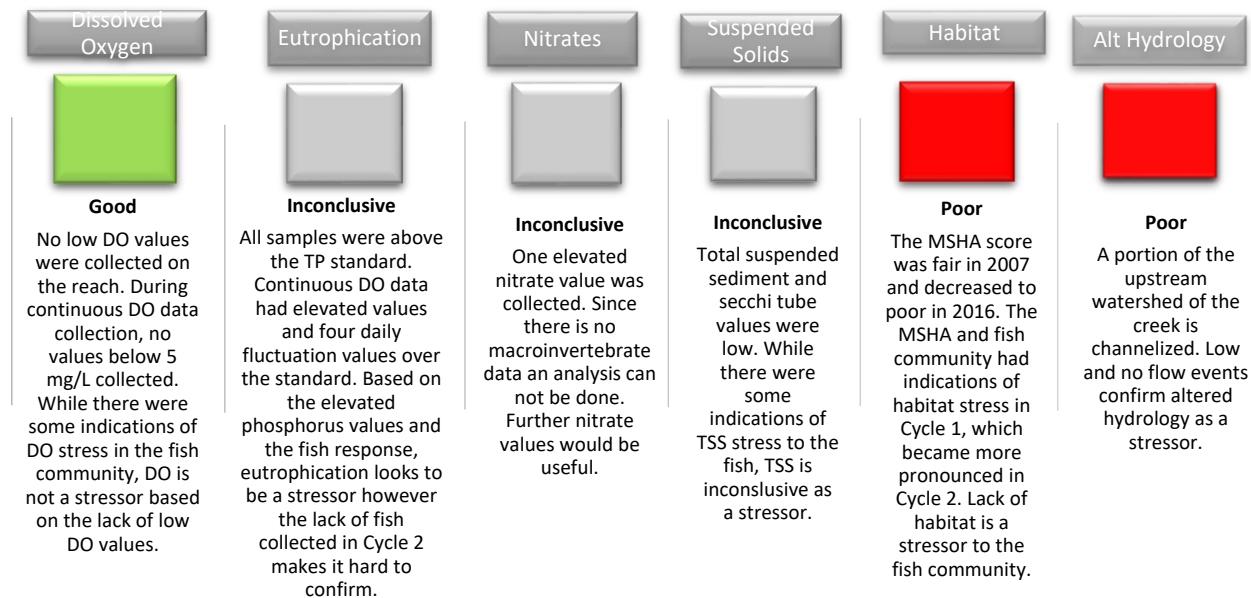 Dissolved
Oxygen
Eutrophication
Nitrates
Suspended
Solids
Habitat
Alt Hydrology
Good
No low DO values
were collected on
the reach. During
continuous DO data
collection, no
values below 5
mg/L collected.
While there were
some indications of
DO stress in the fish
community, DO is
not a stressor based
on the lack of low
DO values.
Inconclusive
All samples were above
the TP standard.
Continuous DO data
had elevated values
and four daily
fluctuation values over
the standard. Based on
the elevated
phosphorus values and
the fish response,
eutrophication looks to
be a stressor however
the lack of fish
collected in Cycle 2
makes it hard to
confirm.
Inconclusive
One elevated
nitrate value was
collected. Since
there is no
macroinvertebrate
data an analysis can
not be done.
Further nitrate
values would be
useful.
Inconclusive
Total suspended
sediment and
secchi tube
values were
low. While
there were
some
indications of
TSS stress to the
fish, TSS is
inconslusive as
a stressor.
Poor
The MSHA score
was fair in 2007
and decreased to
poor in 2016. The
MSHA and fish
community had
indications of
habitat stress in
Cycle 1, which
became more
pronounced in
Cycle 2. Lack of
habitat is a
stressor to the
fish community.
Poor
A portion of the
upstream
watershed of the
creek is
channelized. Low
and no flow events
confirm altered
hydrology as a
stressor.